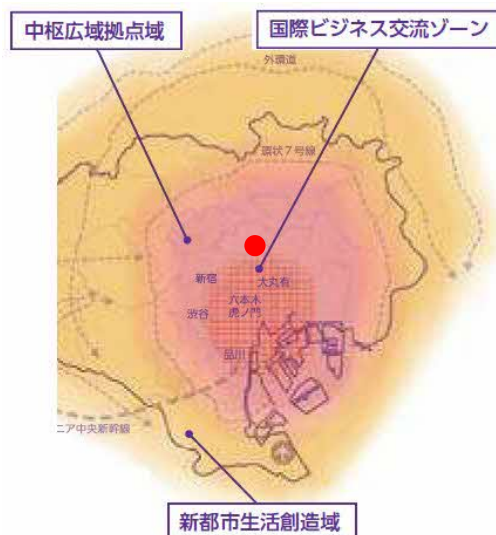 中枢広域拠点域
国際ビジネス交流ゾーン
外環道
環状7号線
新宿
大丸有
六本木
虎ノ門
渋谷
品川
ニア中央新幹線
新都市生活創造域